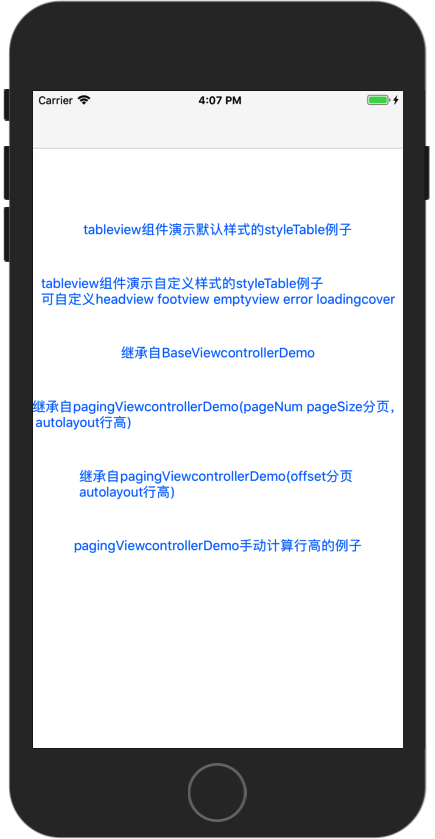 Carrier 4:07 PM
tableview组件演示默认样式的styleTable例子
tableview组件演示自定义样式的styleTable例子
可自定义headview footview emptyview error loadingcover
继承自BaseViewcontrollerDemo
继承自pagingViewcontrollerDemo(pageNum pageSize分页，
autolayout行高)
继承自pagingViewcontrollerDemo(offset分页
autolayout行高)
pagingViewcontrollerDemo手动计算行高的例子